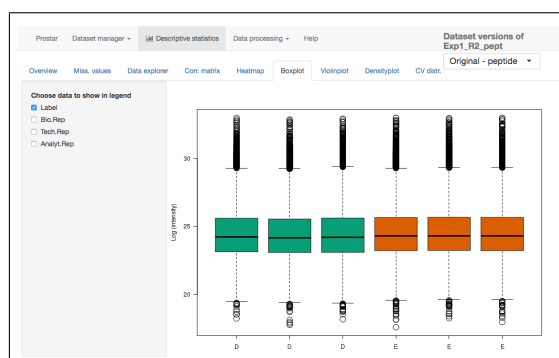 Prostar Dataset manager Descriptive statistics Data processing Help
Dataset versions of
Exp1_R2_pept
Original - peptide
Overview Miss. values Data explorer Corr. matrix Heatmap Boxplot Violinplot Densityplot CV distr.
Choose data to show in legend
Label
Bio.Rep
Tech.Rep
Analyt.Rep
Log (intensity)
30
25
20
D D D E E E